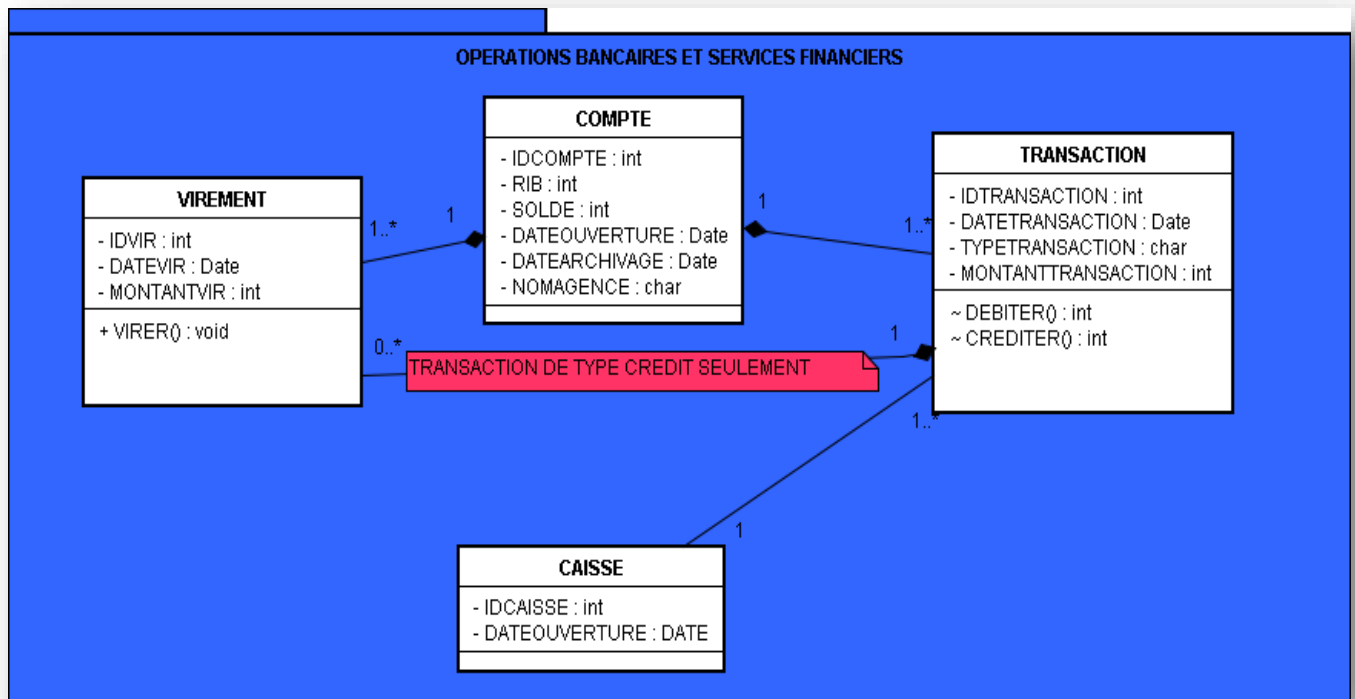 OPERATIONS BANCAIRES ET SERVICES FINANCIERS
COMPTE
- IDCOMPTE : int
- RIB : int
- SOLDE : int
- DATEOUVERTURE : Date
- DATEARCHIVAGE : Date
- NOMAGENCE : char
TRANSACTION
- IDTRANSACTION : int
- DATETRANSACTION : Date
- TYPETRANSACTION : char
- MONTANTTRANSACTION : int
~ DEBITER() : int
~ CREDITER() : int
VIREMENT
- IDVIR : int
- DATEVIR : Date
- MONTANTVIR : int
+ VIRER() : void
1..*
1
1
1..*
0..*
1
TRANSACTION DE TYPE CREDIT SEULEMENT
1..*
1
CAISSE
- IDCAISSE : int
- DATEOUVERTURE : DATE